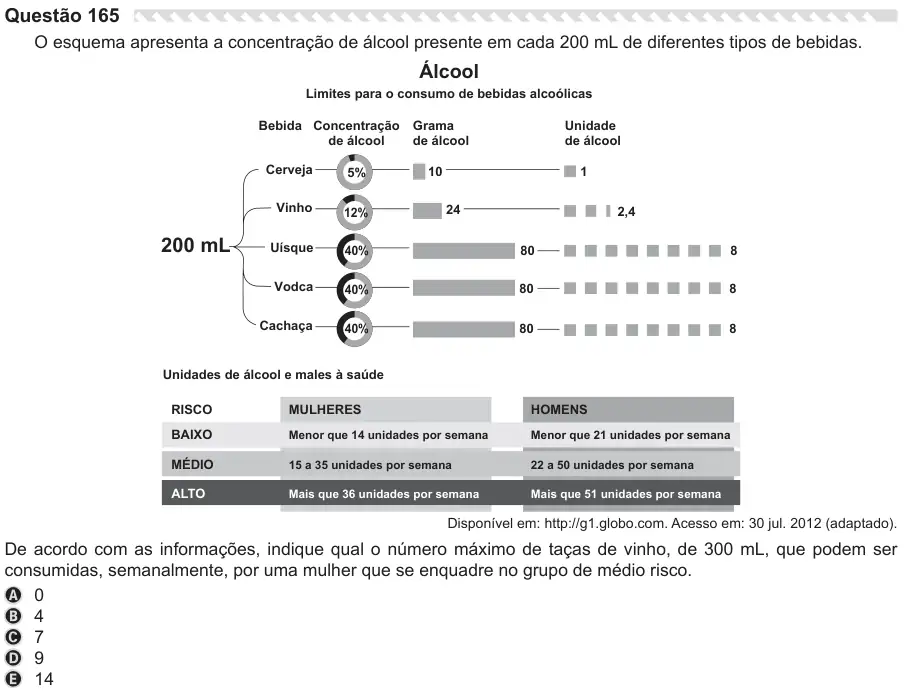 Questão 165
O esquema apresenta a concentração de álcool presente em cada 200 mL de diferentes tipos de bebidas.
Álcool
Limites para o consumo de bebidas alcoólicas
Bebida Concentração de álcool Grama de álcool Unidade de álcool
200 mL
Cerveja 5% 10 1
Vinho 12% 24 2,4
Uísque 40% 80 8
Vodca 40% 80 8
Cachaça 40% 80 8
Unidades de álcool e males à saúde
RISCO MULHERES HOMENS
BAIXO Menor que 14 unidades por semana Menor que 21 unidades por semana
MÉDIO 15 a 35 unidades por semana 22 a 50 unidades por semana
ALTO Mais que 36 unidades por semana Mais que 51 unidades por semana
Disponível em: http://g1.globo.com. Acesso em: 30 jul. 2012 (adaptado).
De acordo com as informações, indique qual o número máximo de taças de vinho, de 300 mL, que podem ser
consumidas, semanalmente, por uma mulher que se enquadre no grupo de médio risco.
A 0
B 4
C 7
D 9
E 14